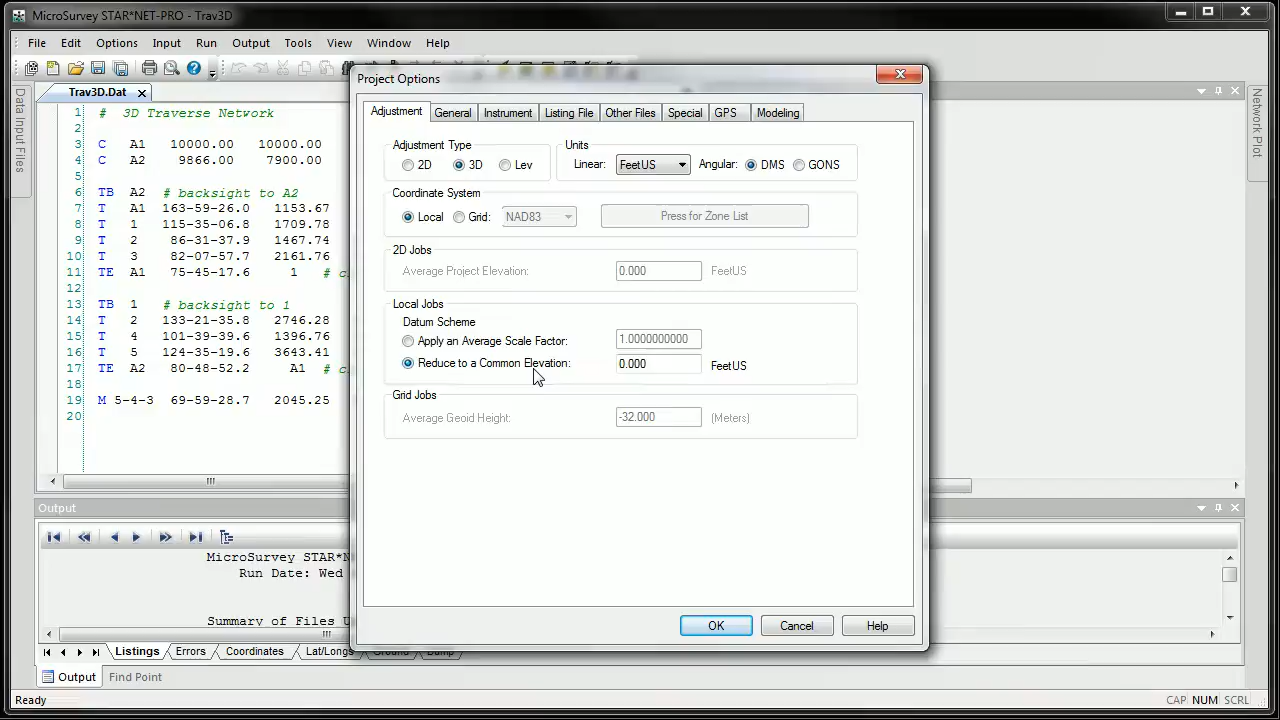 MicroSurvey STAR*NET-PRO - Trav3D
File Edit Options Input Run Output Tools View Window Help
Trav3D.Dat
Data Input Files
Network Plot
1 # 3D Traverse Network
2
3 C A1 10000.00 10000.00
4 C A2 9866.00 7900.00
5
6 TB A2 # backsight to A2
7 T A1 163-59-26.0 1153.67
8 T 1 115-35-06.8 1709.78
9 T 2 86-31-37.9 1467.74
10 T 3 82-07-57.7 2161.76
11 TE A1 75-45-17.6 1 # c
12
13 TB 1 # backsight to 1
14 T 2 133-21-35.8 2746.28
15 T 4 101-39-39.6 1396.76
16 T 5 124-35-19.6 3643.41
17 TE A2 80-48-52.2 A1 # c
18
19 M 5-4-3 69-59-28.7 2045.25
20
Project Options
Adjustment General Instrument Listing File Other Files Special GPS Modeling
Adjustment Type
2D 3D Lev
Units
Linear: FeetUS Angular: DMS GONS
Coordinate System
Local Grid: NAD83 Press for Zone List
2D Jobs
Average Project Elevation: 0.000 FeetUS
Local Jobs
Datum Scheme
Apply an Average Scale Factor: 1.0000000000
Reduce to a Common Elevation: 0.000 FeetUS
Grid Jobs
Average Geoid Height: -32.000 (Meters)
OK Cancel Help
Output
MicroSurvey STAR*N
Run Date: Wed
Summary of Files U
Listings Errors Coordinates Lat/Longs Ground Dump
Output Find Point
Ready CAP NUM SCRL